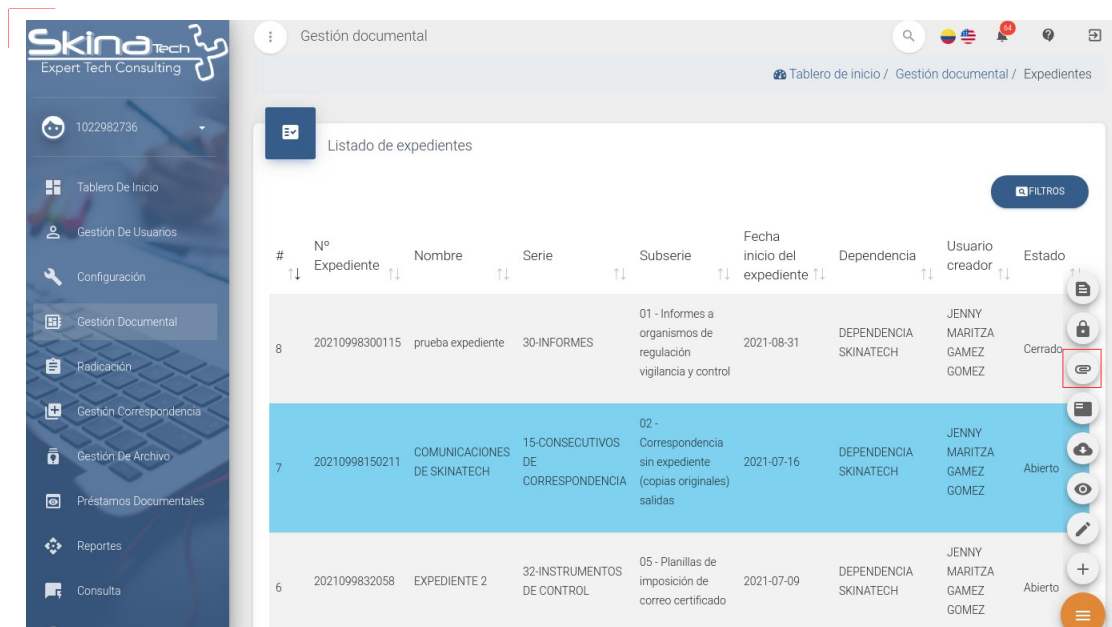 Skina Tech
Expert Tech Consulting
Gestión documental
64
Tablero de inicio / Gestión documental / Expedientes
1022982736
Tablero De Inicio
Gestión De Usuarios
Configuración
Gestión Documental
Radicación
Gestión Correspondencia
Gestión De Archivo
Préstamos Documentales
Reportes
Consulta
Listado de expedientes
FILTROS
# Nº Expediente Nombre Serie Subserie Fecha inicio del expediente Dependencia Usuario creador Estado
8 20210998300115 prueba expediente 30-INFORMES 01 - Informes a organismos de regulación vigilancia y control 2021-08-31 DEPENDENCIA SKINATECH JENNY MARITZA GAMEZ GOMEZ Cerrado
7 20210998150211 COMUNICACIONES DE SKINATECH 15-CONSECUTIVOS DE CORRESPONDENCIA 02 - Correspondencia sin expediente (copias originales) salidas 2021-07-16 DEPENDENCIA SKINATECH JENNY MARITZA GAMEZ GOMEZ Abierto
6 2021099832058 EXPEDIENTE 2 32-INSTRUMENTOS DE CONTROL 05 - Planillas de imposición de correo certificado 2021-07-09 DEPENDENCIA SKINATECH JENNY MARITZA GAMEZ GOMEZ Abierto